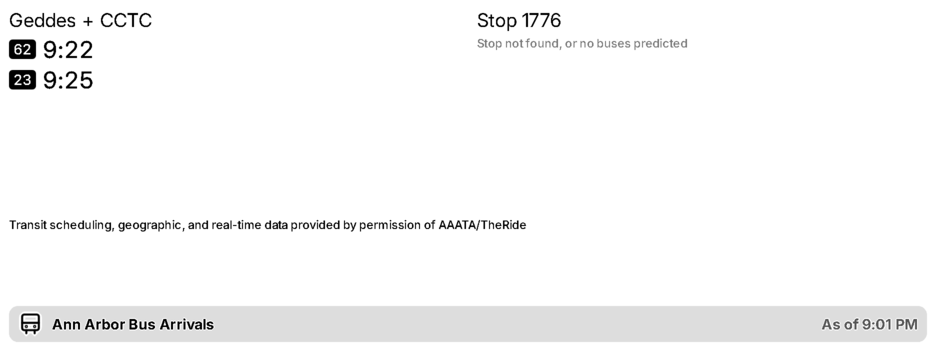 Geddes + CCTC
62 9:22
23 9:25
Stop 1776
Stop not found, or no buses predicted
Transit scheduling, geographic, and real-time data provided by permission of AAATA/TheRide
Ann Arbor Bus Arrivals
As of 9:01 PM